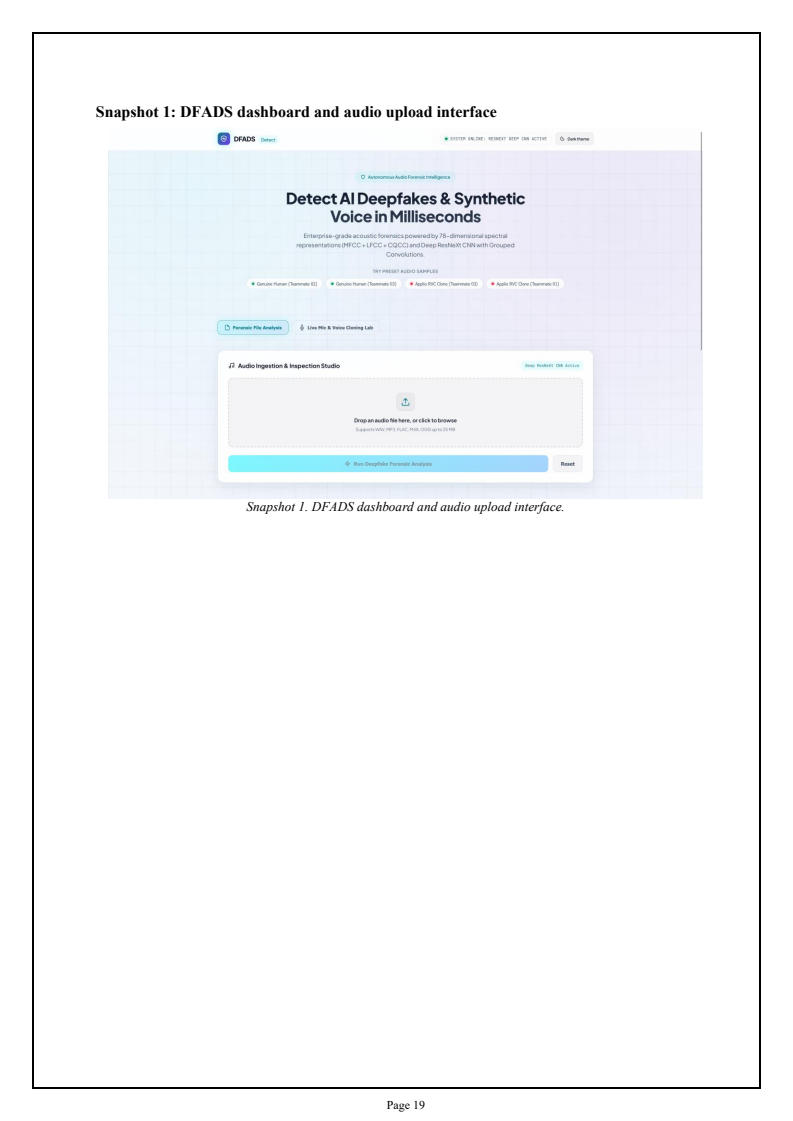 Snapshot 1: DFADS dashboard and audio upload interface
DFADS Detect
SYSTEM ONLINE: RESNEXT DEEP CNN ACTIVE
Dark theme
Autonomous Audio Forensic Intelligence
Detect AI Deepfakes & Synthetic
Voice in Milliseconds
Enterprise-grade acoustic forensics powered by 78-dimensional spectral
representations (MFCC + LFCC + CQCC) and Deep ResNeXt CNN with Grouped
Convolutions.
TRY PRESET AUDIO SAMPLES
Genuine Human (Teammate 02) Genuine Human (Teammate 03) Applio RVC Clone (Teammate 02) Applio RVC Clone (Teammate 01)
Forensic File Analysis Live Mic & Voice Cloning Lab
Audio Ingestion & Inspection Studio
Deep ResNeXt CNN Active
Drop an audio file here, or click to browse
Supports WAV, MP3, FLAC, M4A, OGG up to 25 MB
Run Deepfake Forensic Analysis
Reset
Snapshot 1. DFADS dashboard and audio upload interface.
Page 19